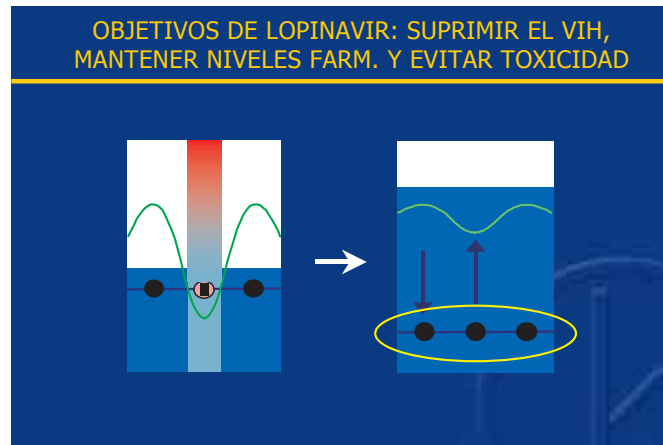 OBJETIVOS DE LOPINAVIR: SUPRIMIR EL VIH,
MANTENER NIVELES FARM. Y EVITAR TOXICIDAD